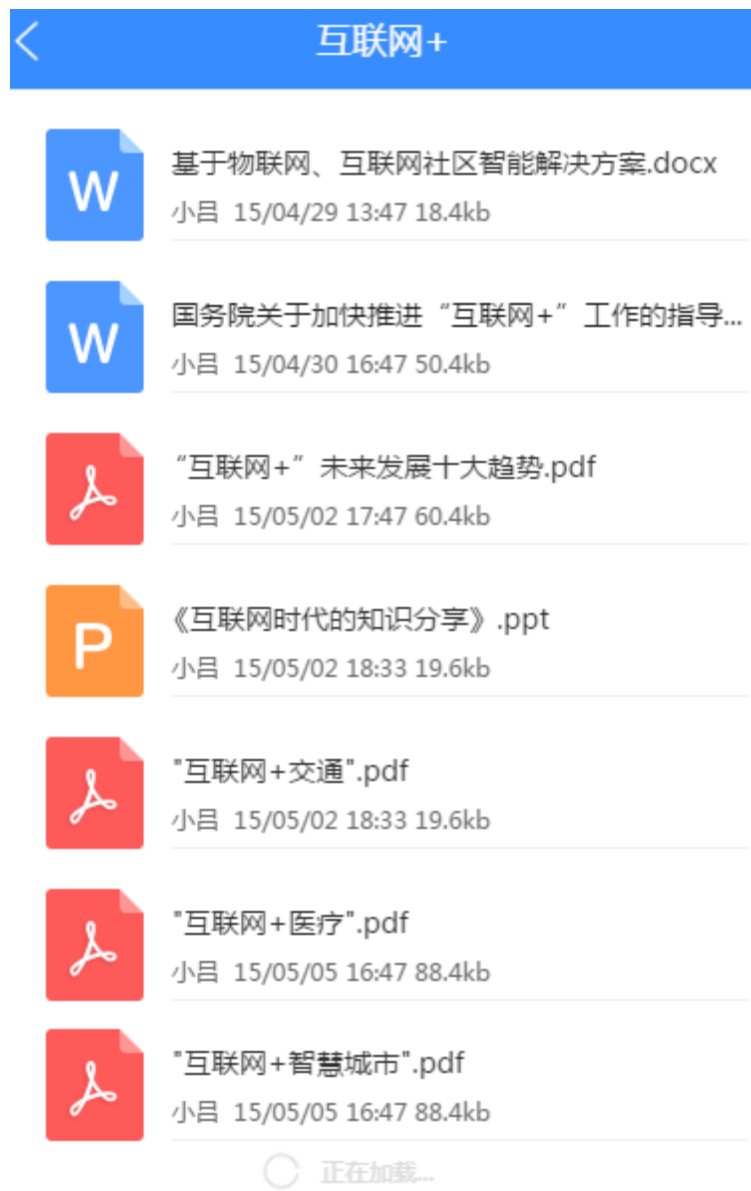 互联网+
基于物联网、互联网社区智能解决方案.docx
W
小吕 15/04/29 13:47 18.4kb
国务院关于加快推进“互联网+”工作的指导...
W
小吕 15/04/30 16:47 50.4kb
“互联网+”未来发展十大趋势.pdf
小吕 15/05/02 17:47 60.4kb
《互联网时代的知识分享》.ppt
P
小吕 15/05/02 18:33 19.6kb
"互联网+交通".pdf
小吕 15/05/02 18:33 19.6kb
"互联网+医疗".pdf
小吕 15/05/05 16:47 88.4kb
"互联网+智慧城市".pdf
小吕 15/05/05 16:47 88.4kb
正在加载...